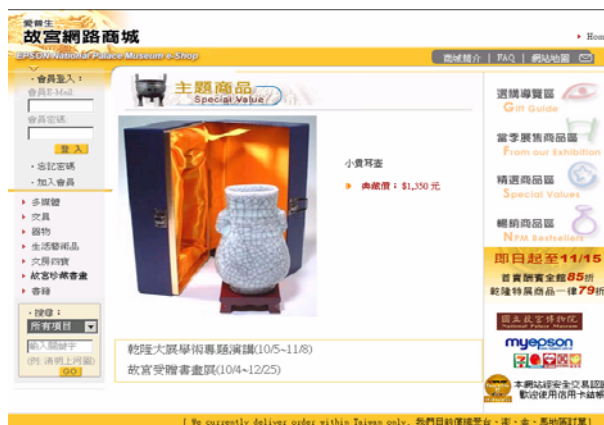 愛普生
故宮網路商城
EPSON National Palace Museum e-Shop
Hom
商城簡介 | FAQ | 網站地圖
·會員登入：
會員E-Mail:
會員密碼:
登入
·忘記密碼
·加入會員
多媒體
文具
器物
生活藝術品
文房四寶
故宮珍藏書畫
書籍
·搜尋：
所有項目
輸入關鍵字
(例:清明上河圖)
GO
主題商品
Special Value
小貫耳壺
典藏價：$1,350 元
乾隆大展學術專題演講(10/5~11/8)
故宮受贈書畫展(10/4~12/25)
選購導覽區
Gift Guide
當季展售商品區
From our Exhibition
精選商品區
Special Values
暢銷商品區
NPM Bestsellers
即日起至11/15
首賣酬賓全館85折
乾隆特展商品一律79折
國立故宮博物院
National Palace Museum
myepson
本網站經安全交易認證
歡迎使用信用卡結帳
[ We currently deliver order within Taiwan only. 我們目前僅接受台、澎、金、馬地區訂單]